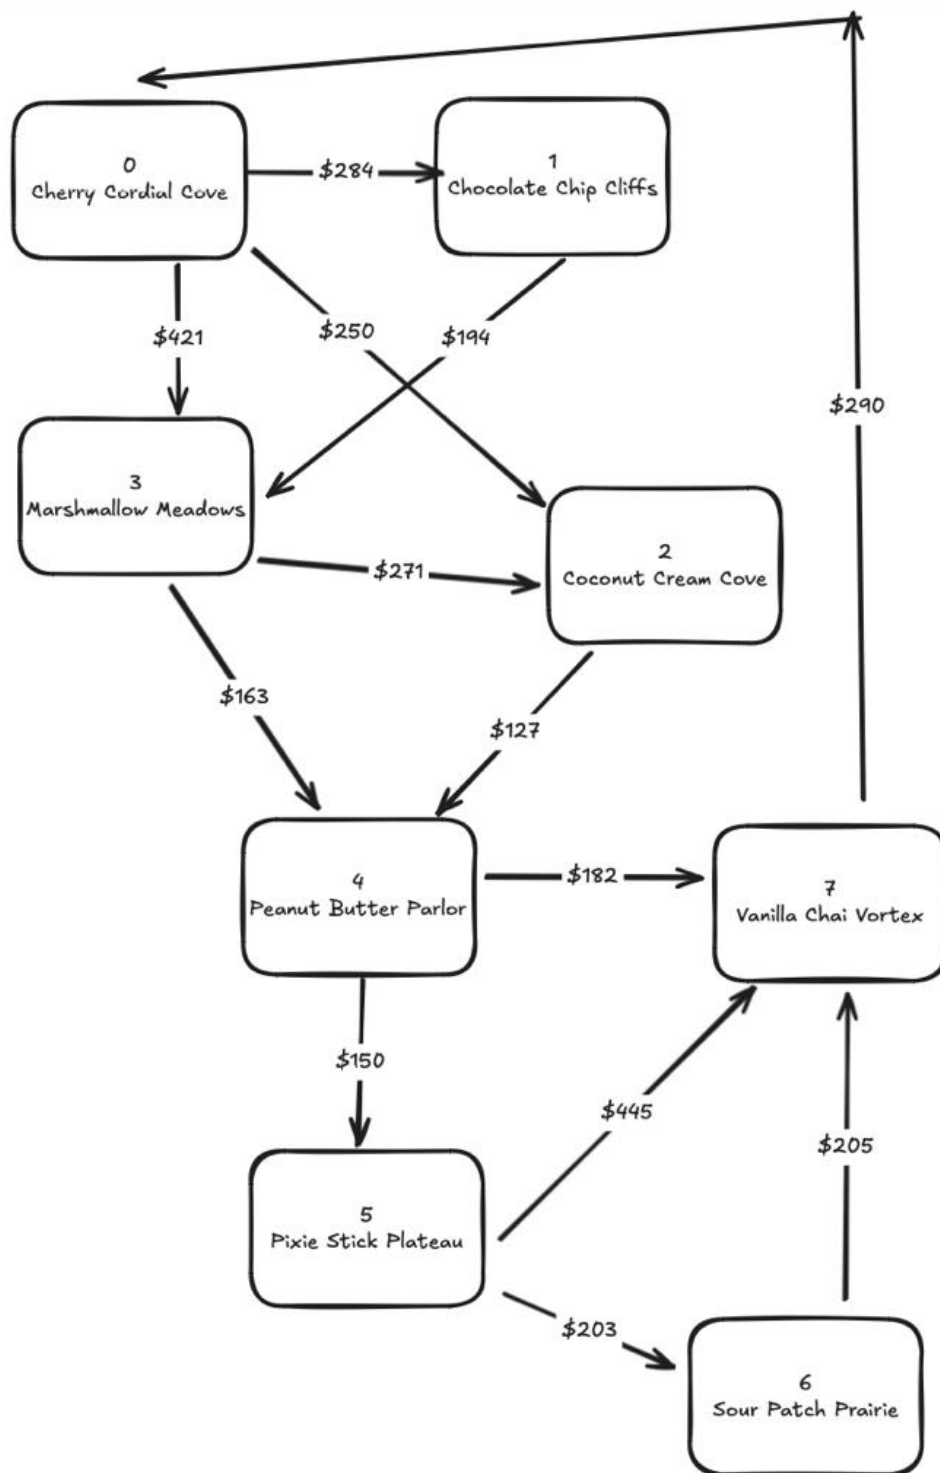 0
Cherry Cordial Cove
$284
1
Chocolate Chip Cliffs
$421
$250
$194
$290
3
Marshmallow Meadows
$271
2
Coconut Cream Cove
$163
$127
4
Peanut Butter Parlor
$182
7
Vanilla Chai Vortex
$150
$445
$205
5
Pixie Stick Plateau
$203
6
Sour Patch Prairie